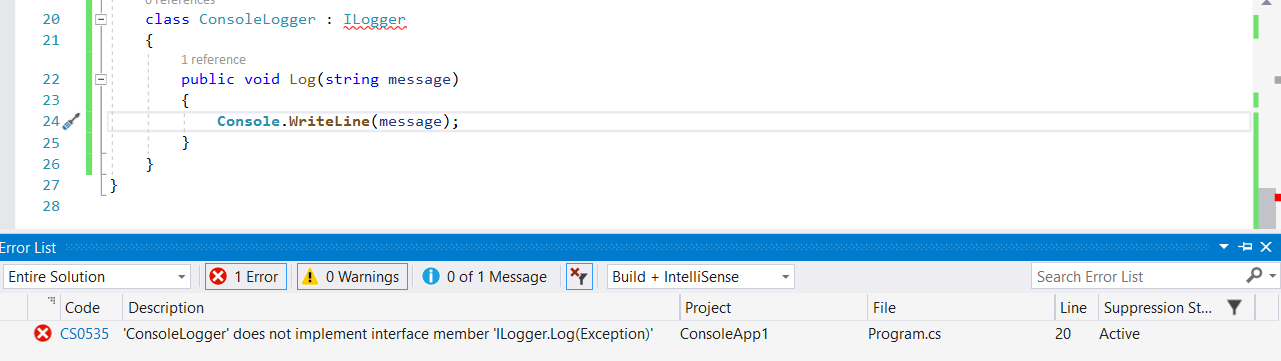 0 references
20 class ConsoleLogger : ILogger
21 {
1 reference
22 public void Log(string message)
23 {
24 Console.WriteLine(message);
25 }
26 }
27 }
28
Error List
Entire Solution 1 Error 0 Warnings 0 of 1 Message Build + IntelliSense Search Error List
Code Description Project File Line Suppression St...
CS0535 'ConsoleLogger' does not implement interface member 'ILogger.Log(Exception)' ConsoleApp1 Program.cs 20 Active